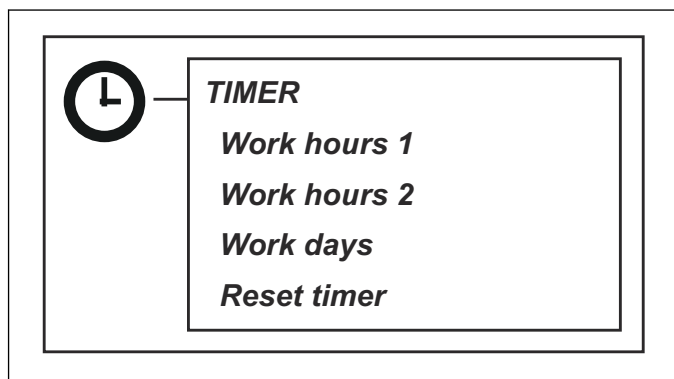 TIMER
Work hours 1
Work hours 2
Work days
Reset timer